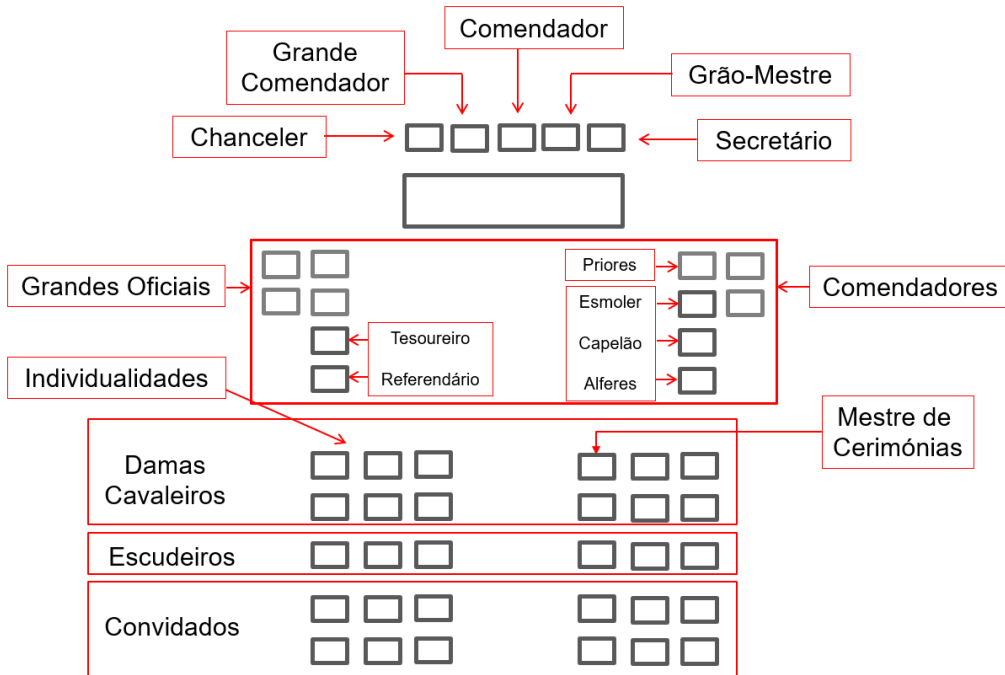 Comendador
Grande
Comendador
Grão-Mestre
Chanceler
Secretário
Grandes Oficiais
Priores
Comendadores
Esmoler
Tesoureiro
Capelão
Referendário
Alferes
Individualidades
Mestre de
Cerimónias
Damas
Cavaleiros
Escudeiros
Convidados